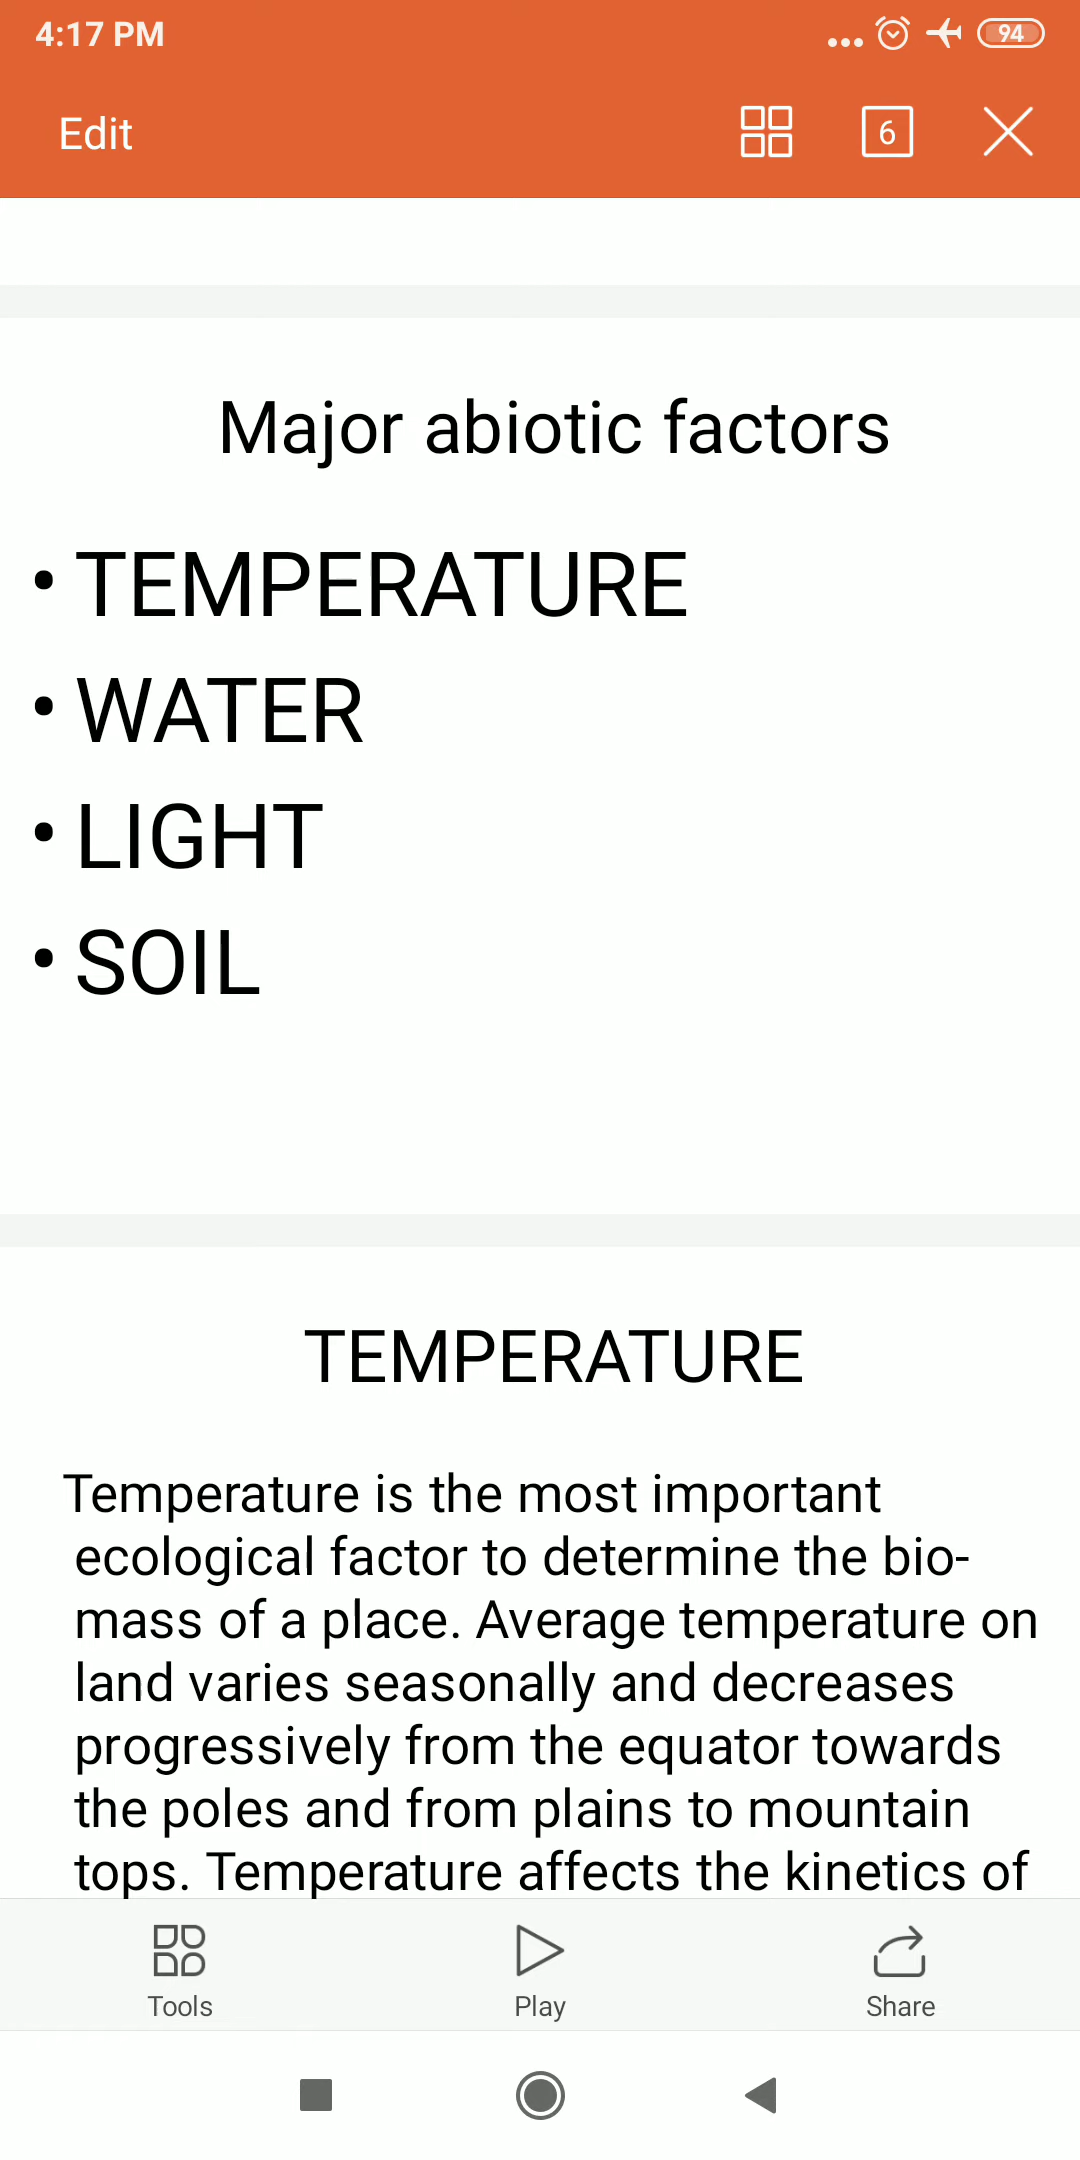 4:17 PM
94
Edit
6
Major abiotic factors
• TEMPERATURE
• WATER
• LIGHT
• SOIL
TEMPERATURE
Temperature is the most important
ecological factor to determine the bio-
mass of a place. Average temperature on
land varies seasonally and decreases
progressively from the equator towards
the poles and from plains to mountain
tops. Temperature affects the kinetics of
Tools
Play
Share